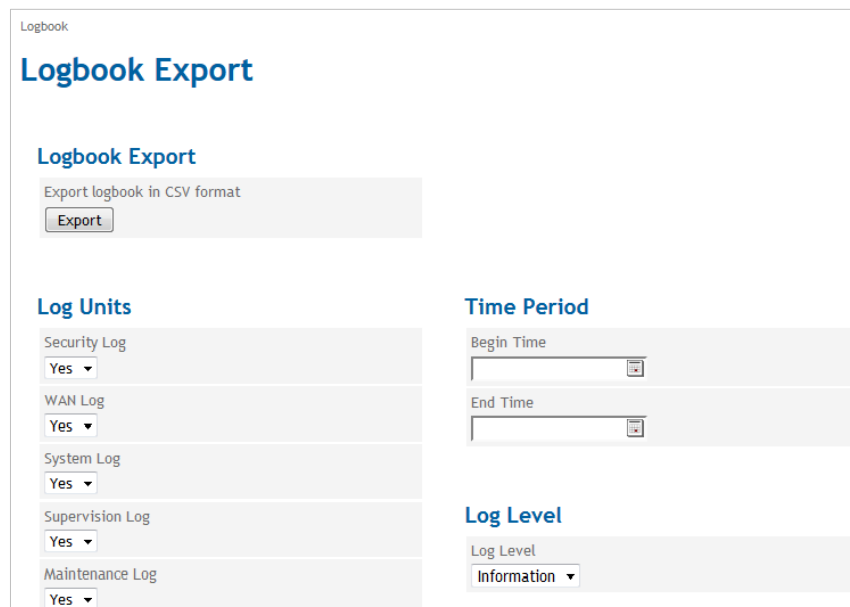 Logbook
Logbook Export
Logbook Export
Export logbook in CSV format
Export
Log Units
Security Log
Yes
WAN Log
Yes
System Log
Yes
Supervision Log
Yes
Maintenance Log
Yes
Time Period
Begin Time
End Time
Log Level
Log Level
Information